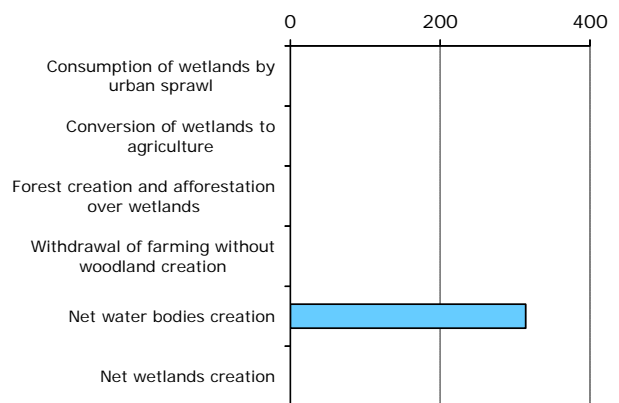 0 200 400
Consumption of wetlands by
urban sprawl
Conversion of wetlands to
agriculture
Forest creation and afforestation
over wetlands
Withdrawal of farming without
woodland creation
Net water bodies creation
Net wetlands creation